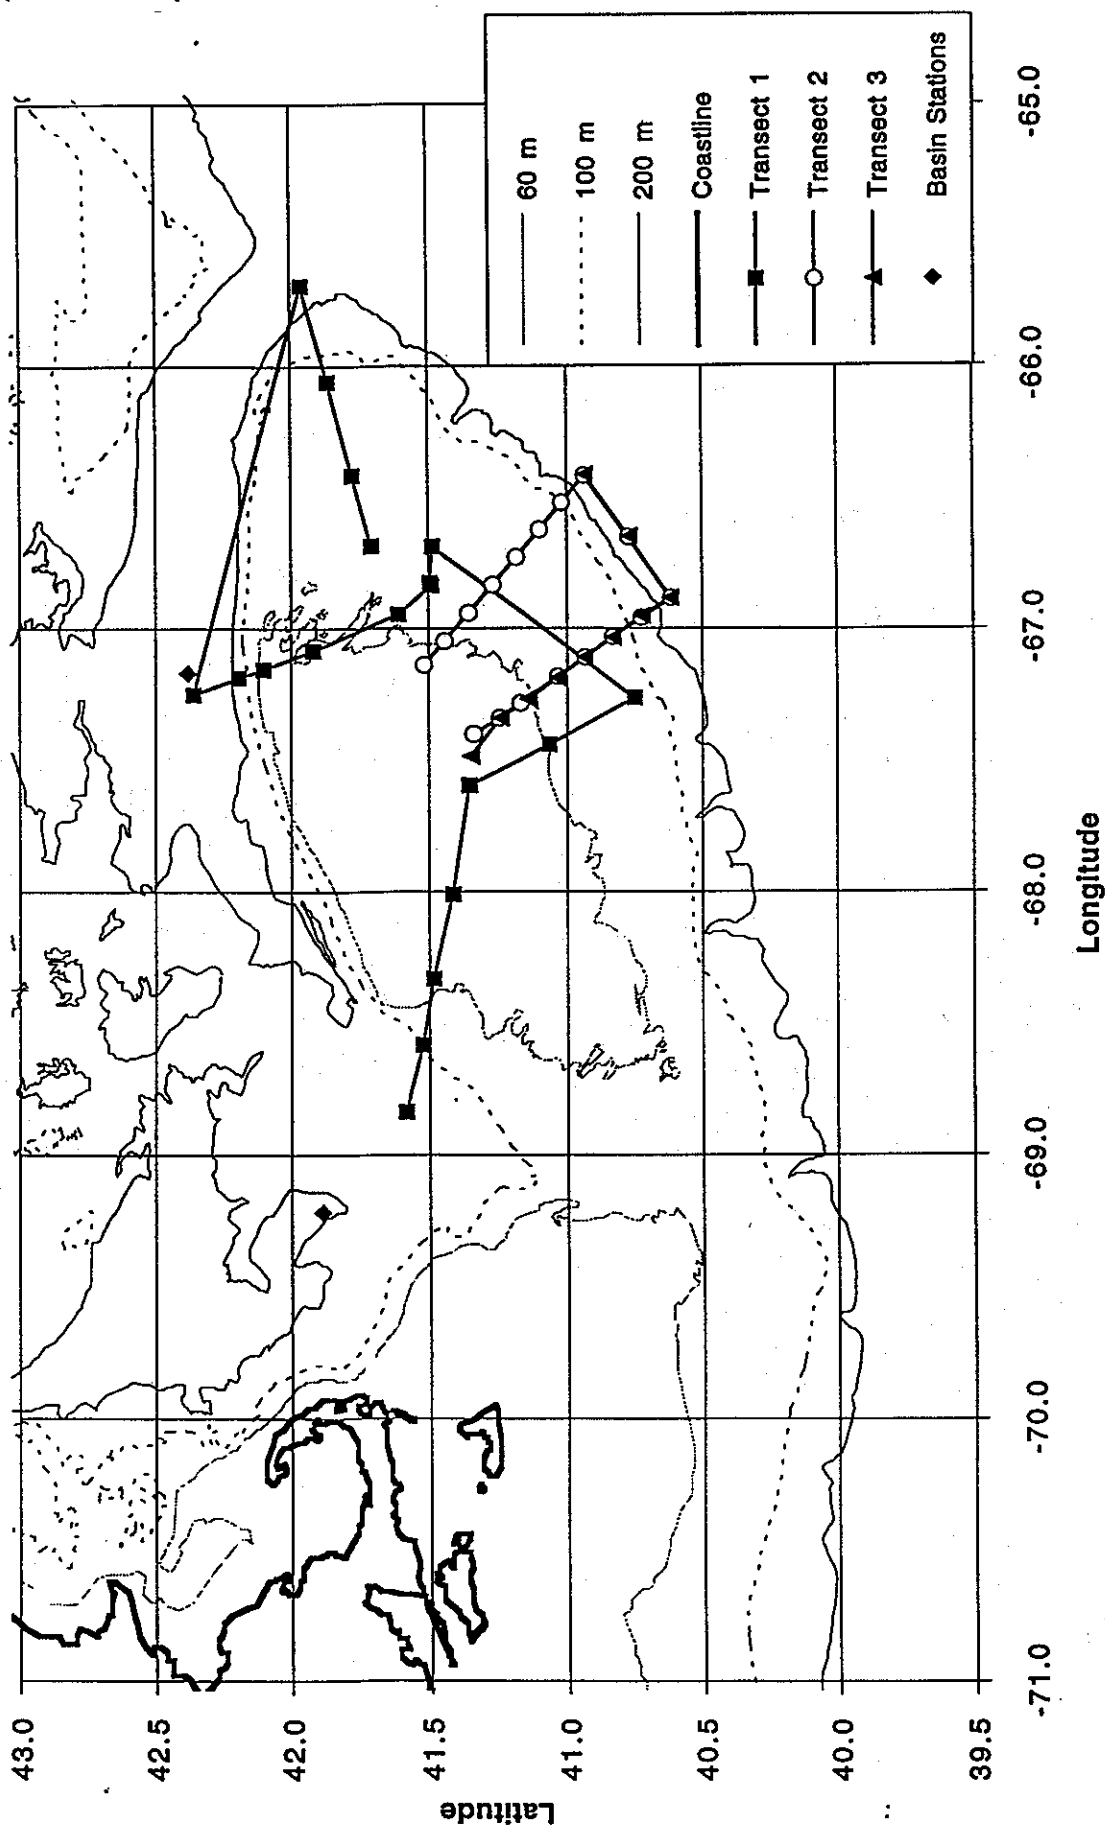 43.0
42.5
42.0
41.5
41.0
40.5
40.0
39.5
Latitude
-71.0
-70.0
-69.0
-68.0
-67.0
-66.0
-65.0
Longitude
60 m
100 m
200 m
Coastline
Transect 1
Transect 2
Transect 3
Basin Stations